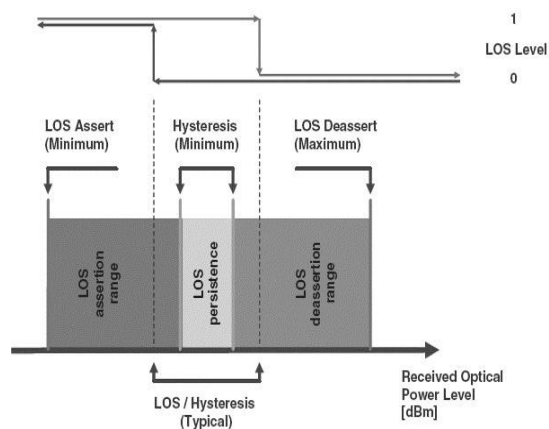 1
LOS Level
0
LOS Assert
(Minimum)
Hysteresis
(Minimum)
LOS Deassert
(Maximum)
LOS
assertion
range
LOS
persistence
LOS
deassertion
range
Received Optical
Power Level
[dBm]
LOS / Hysteresis
(Typical)